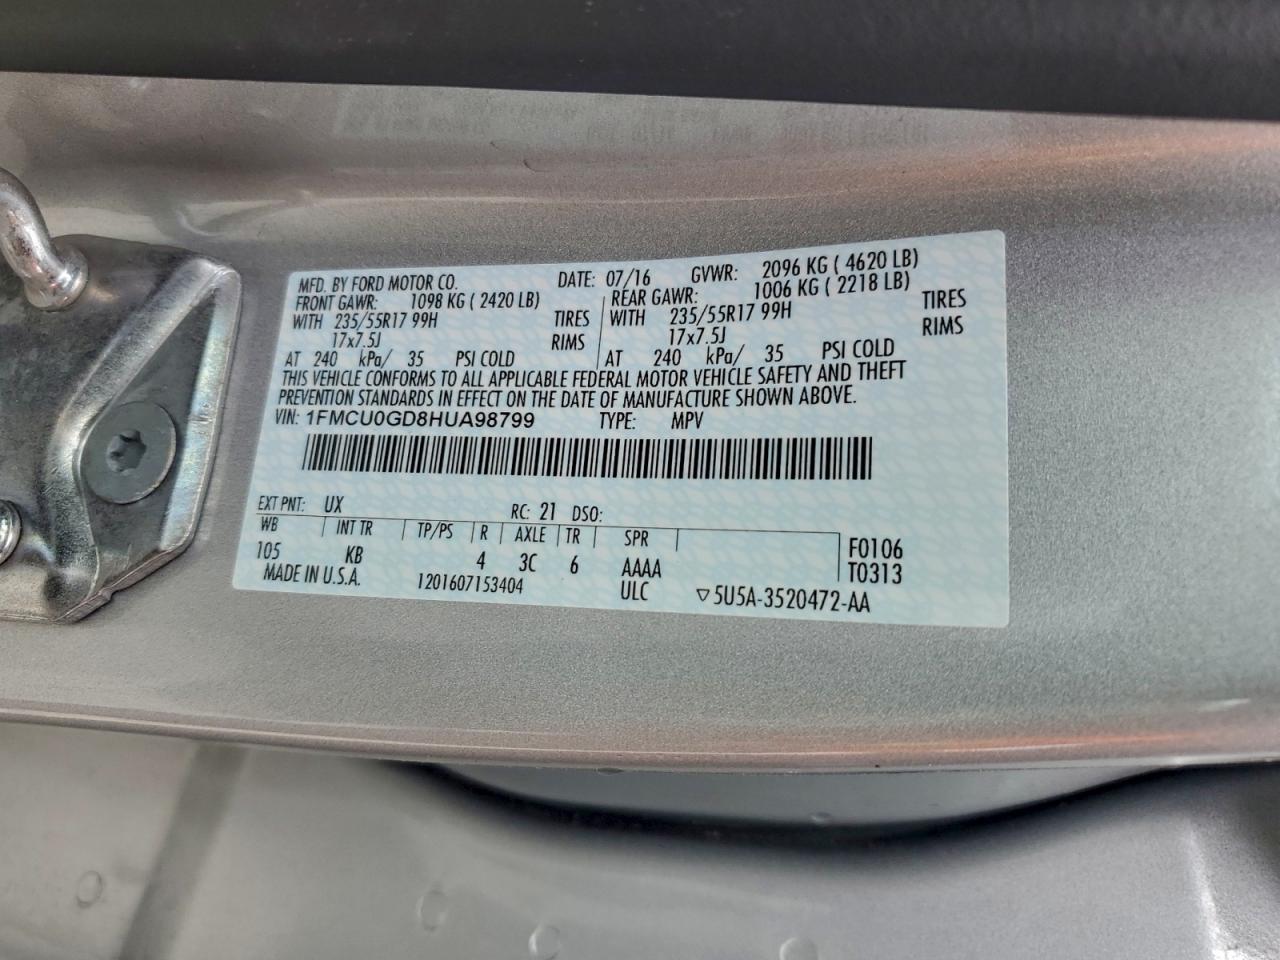 MFD. BY FORD MOTOR CO. DATE: 07/16 GVWR: 2096 KG ( 4620 LB)
FRONT GAWR: 1098 KG ( 2420 LB) REAR GAWR: 1006 KG ( 2218 LB)
WITH 235/55R17 99H TIRES WITH 235/55R17 99H TIRES
17x7.5J RIMS 17x7.5J RIMS
AT 240 kPa/ 35 PSI COLD AT 240 kPa/ 35 PSI COLD
THIS VEHICLE CONFORMS TO ALL APPLICABLE FEDERAL MOTOR VEHICLE SAFETY AND THEFT
PREVENTION STANDARDS IN EFFECT ON THE DATE OF MANUFACTURE SHOWN ABOVE.
VIN: 1FMCU0GD8HUA98799 TYPE: MPV
EXT PNT: UX RC: 21 DSO:
WB INT TR TP/PS R AXLE TR SPR
105 KB 4 3C 6 AAAA F0106
MADE IN U.S.A. 1201607153404 ULC T0313
▽5U5A-3520472-AA